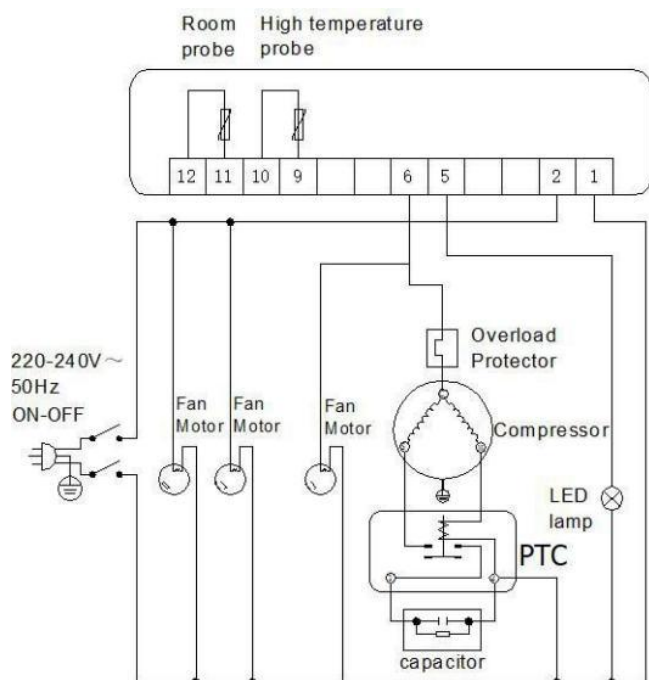 Room probe
High temperature probe
12 11 10 9 6 5 2 1
Overload Protector
220-240V～
50Hz
ON-OFF
Fan Motor
Fan Motor
Fan Motor
Compressor
LED lamp
PTC
capacitor